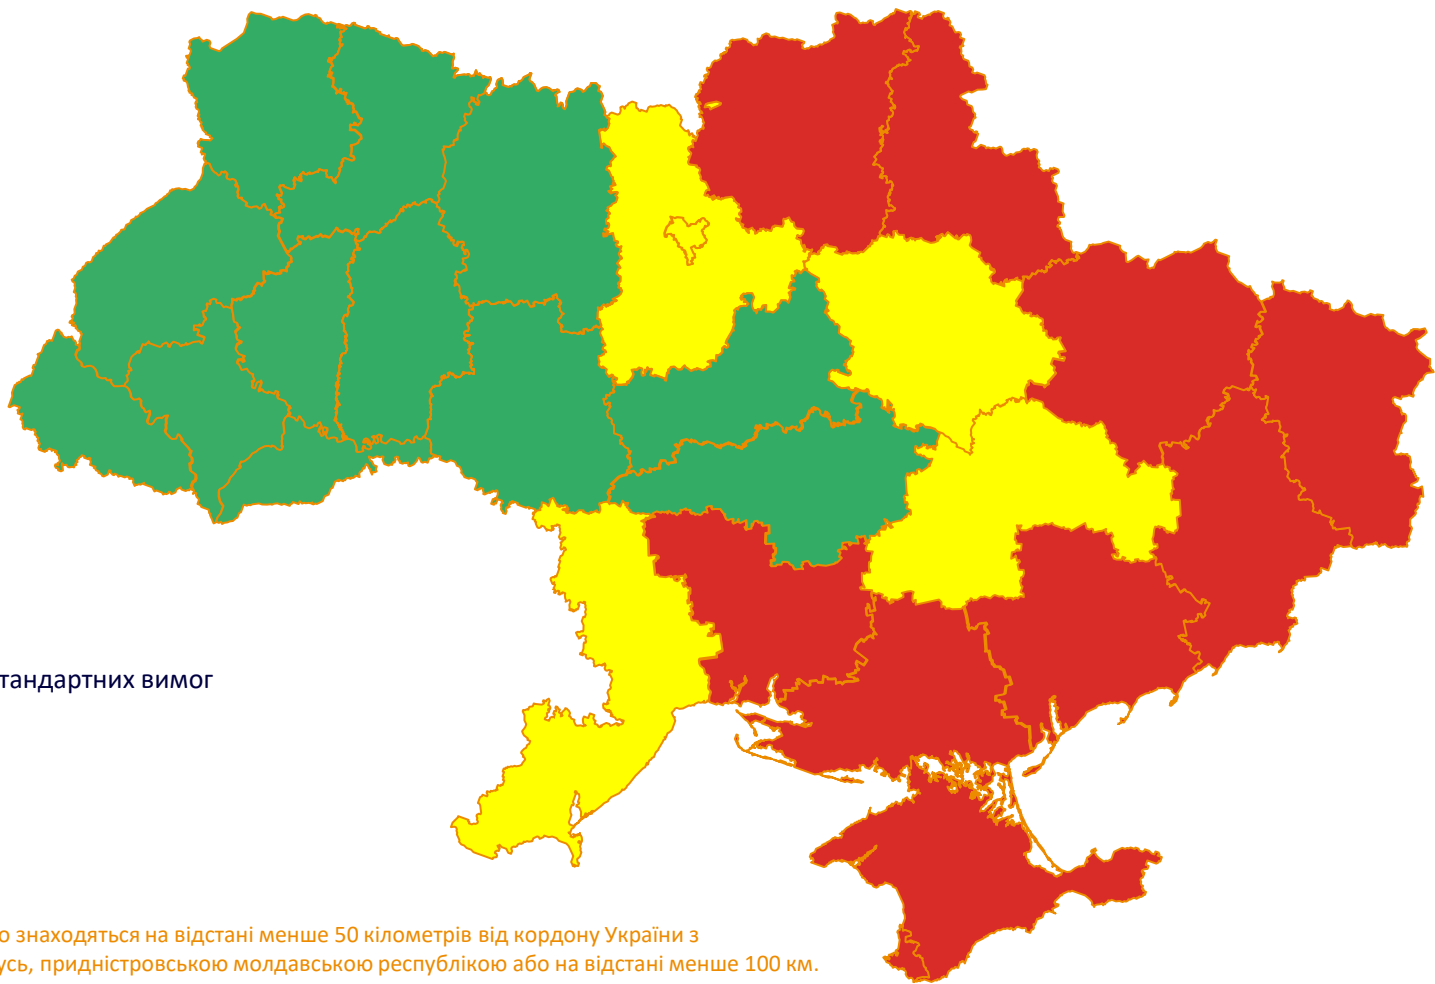 тандартних вимог
о знаходяться на відстані менше 50 кілометрів від кордону України з
усь, придністровською молдавською республікою або на відстані менше 100 км.